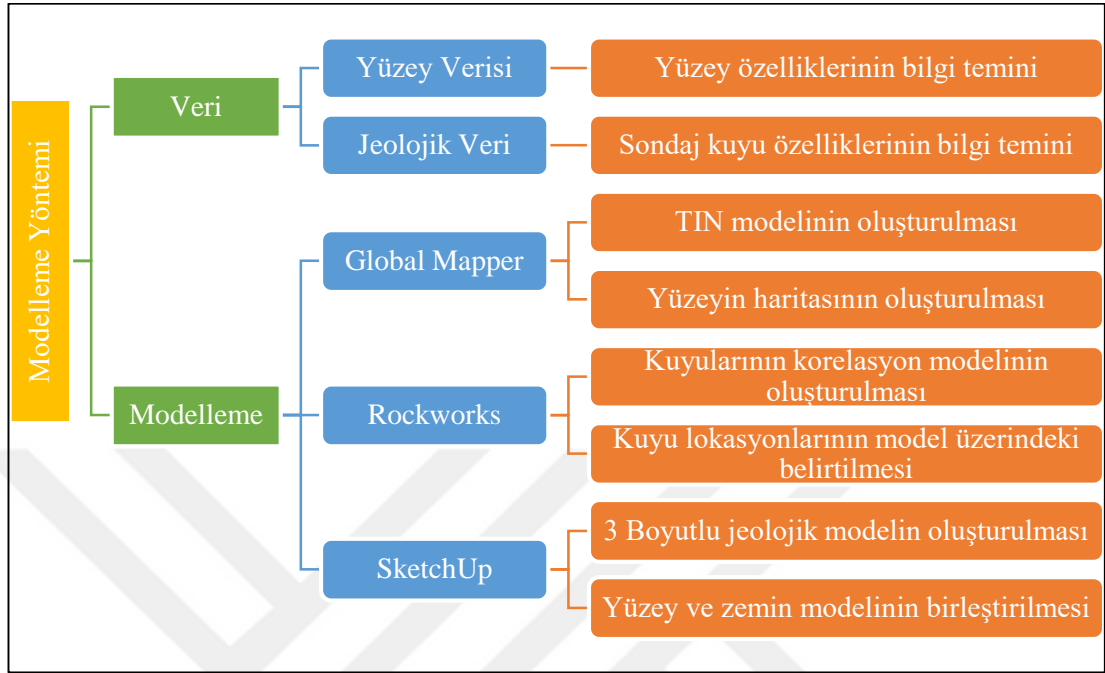 Modelleme Yöntemi
Veri
Yüzey Verisi
Yüzey özelliklerinin bilgi temini
Jeolojik Veri
Sondaj kuyu özelliklerinin bilgi temini
Modelleme
Global Mapper
TIN modelinin oluşturulması
Yüzeyin haritasının oluşturulması
Rockworks
Kuyularının korelasyon modelinin
oluşturulması
Kuyu lokasyonlarının model üzerindeki
belirtilmesi
SketchUp
3 Boyutlu jeolojik modelin oluşturulması
Yüzey ve zemin modelinin birleştirilmesi